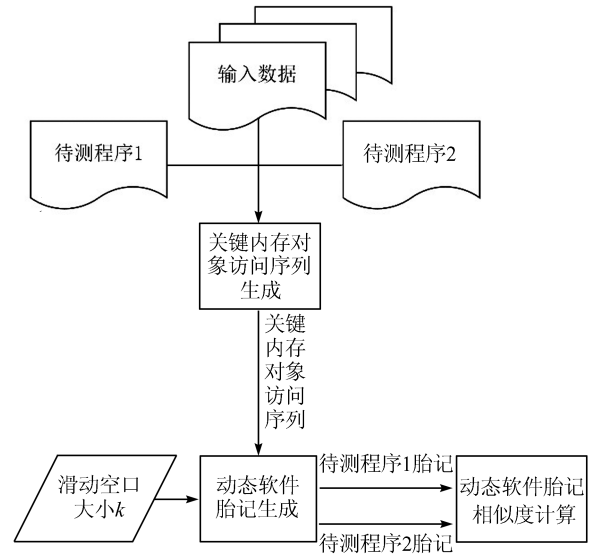 输入数据
待测程序1
待测程序2
关键内存对
象访问序列
生成
关键
内存
对象
访问
序列
滑动空口
大小k
动态软件
胎记生成
待测程序1胎记
待测程序2胎记
动态软件胎记
相似度计算